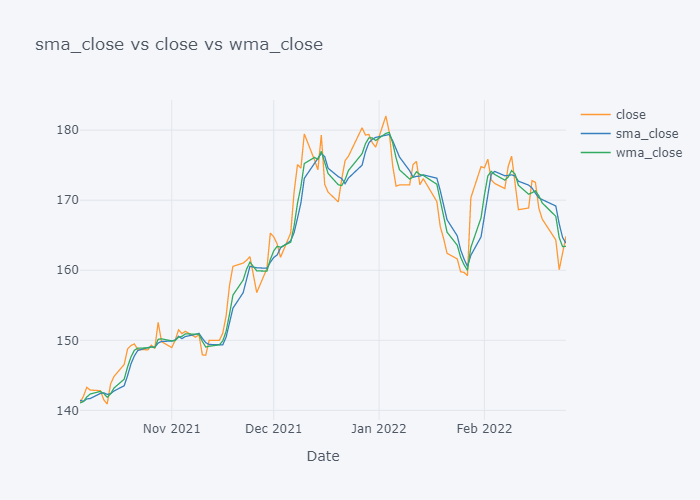 sma_close vs close vs wma_close
close
sma_close
wma_close
180
170
160
150
140
Nov 2021
Dec 2021
Jan 2022
Feb 2022
Date